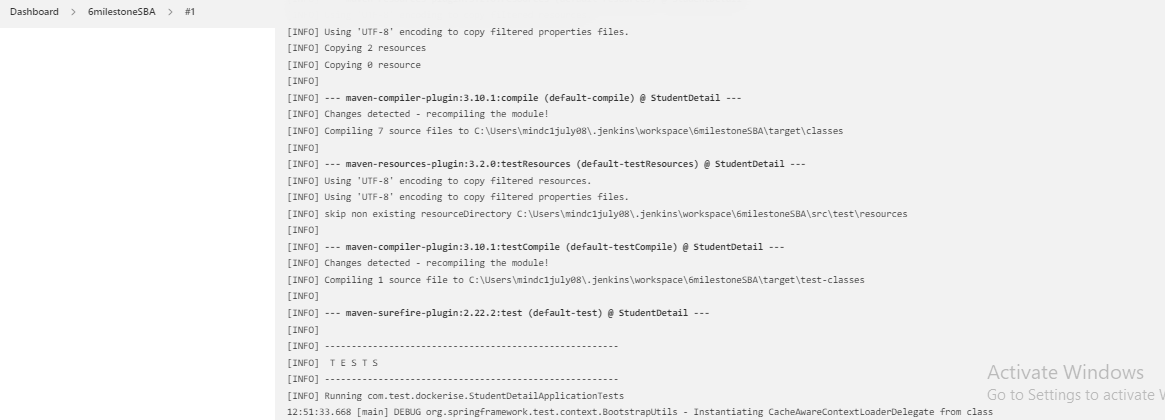 Dashboard > 6milestoneSBA > #1
[INFO] Using 'UTF-8' encoding to copy filtered properties files.
[INFO] Copying 2 resources
[INFO] Copying 0 resource
[INFO]
[INFO] --- maven-compiler-plugin:3.10.1:compile (default-compile) @ StudentDetail ---
[INFO] Changes detected - recompiling the module!
[INFO] Compiling 7 source files to C:\Users\mindc1july08\.jenkins\workspace\6milestoneSBA\target\classes
[INFO]
[INFO] --- maven-resources-plugin:3.2.0:testResources (default-testResources) @ StudentDetail ---
[INFO] Using 'UTF-8' encoding to copy filtered resources.
[INFO] Using 'UTF-8' encoding to copy filtered properties files.
[INFO] skip non existing resourceDirectory C:\Users\mindc1july08\.jenkins\workspace\6milestoneSBA\src\test\resources
[INFO]
[INFO] --- maven-compiler-plugin:3.10.1:testCompile (default-testCompile) @ StudentDetail ---
[INFO] Changes detected - recompiling the module!
[INFO] Compiling 1 source file to C:\Users\mindc1july08\.jenkins\workspace\6milestoneSBA\target\test-classes
[INFO]
[INFO] --- maven-surefire-plugin:2.22.2:test (default-test) @ StudentDetail ---
[INFO]
[INFO] -------------------------------------------------------
[INFO]  T E S T S
[INFO] -------------------------------------------------------
[INFO] Running com.test.dockerise.StudentDetailApplicationTests
12:51:33.668 [main] DEBUG org.springframework.test.context.BootstrapUtils - Instantiating CacheAwareContextLoaderDelegate from class
Activate Windows
Go to Settings to activate W